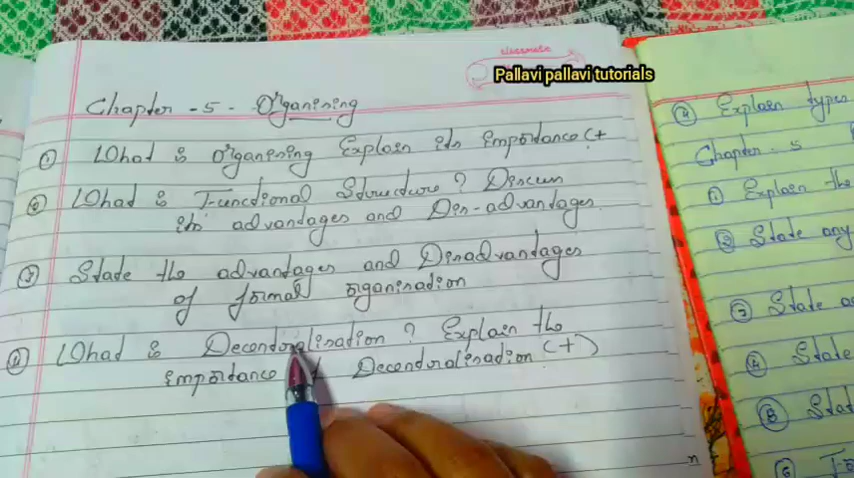 classmate
Pallavi pallavi tutorials
Chapter - 5 - Organising
① What is Organising Explain its importance (+
② What is Functional Structure ? Discuss
its advantages and Dis-advantages.
③ State the advantages and Disadvantages
of formal organisation
④ What is Decentralisation ? Explain the
importance Decentralisation (+)
④ Explain types
Chapter - 5
① Explain the
② State any
③ State
④ State
⑤ Stat
⑥